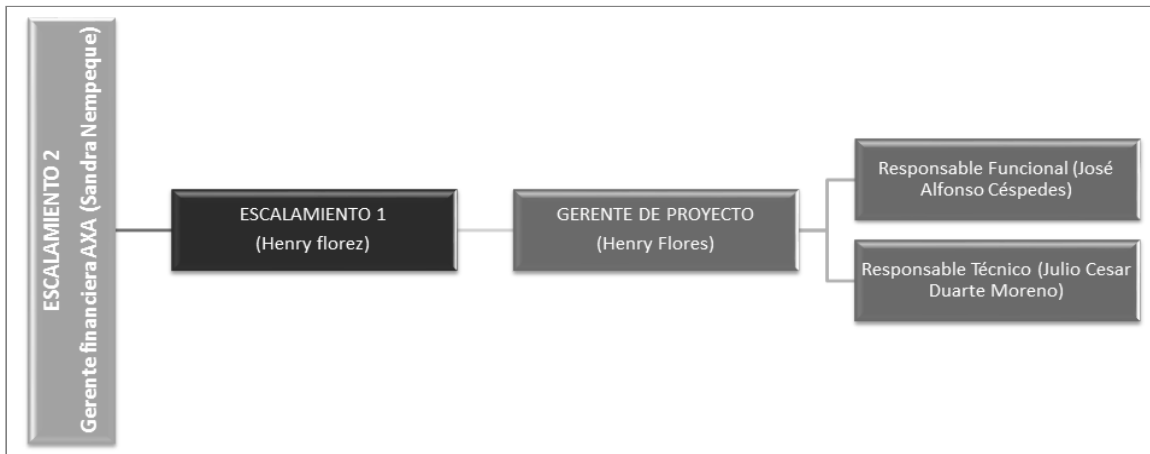 ESCALAMIENTO 2
Gerente financiera AXA (Sandra Nempeque)
ESCALAMIENTO 1
(Henry florez)
GERENTE DE PROYECTO
(Henry Flores)
Responsable Funcional (José
Alfonso Céspedes)
Responsable Técnico (Julio Cesar
Duarte Moreno)